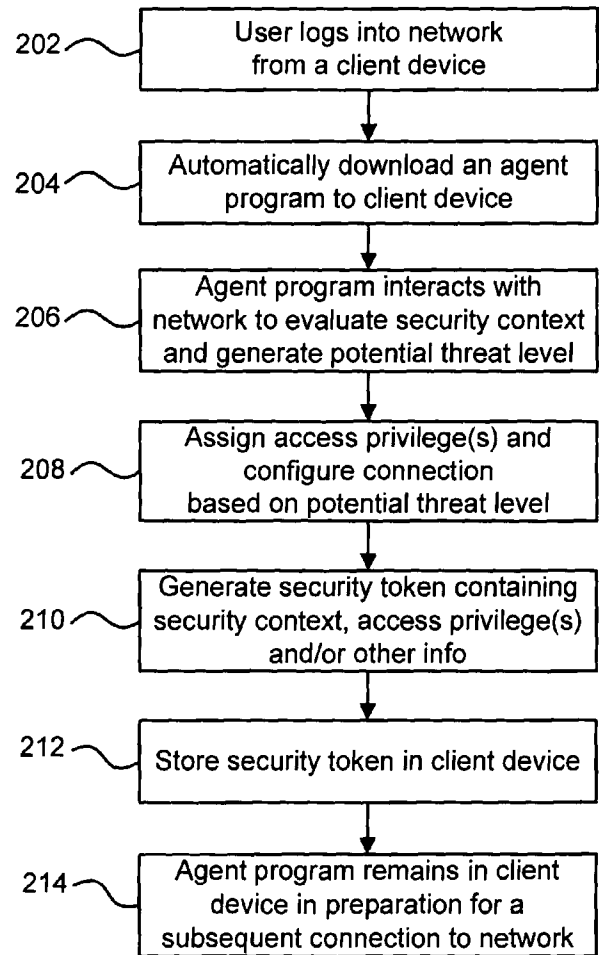 202
User logs into network
from a client device
204
Automatically download an agent
program to client device
206
Agent program interacts with
network to evaluate security context
and generate potential threat level
208
Assign access privilege(s) and
configure connection
based on potential threat level
210
Generate security token containing
security context, access privilege(s)
and/or other info
212
Store security token in client device
214
Agent program remains in client
device in preparation for a
subsequent connection to network